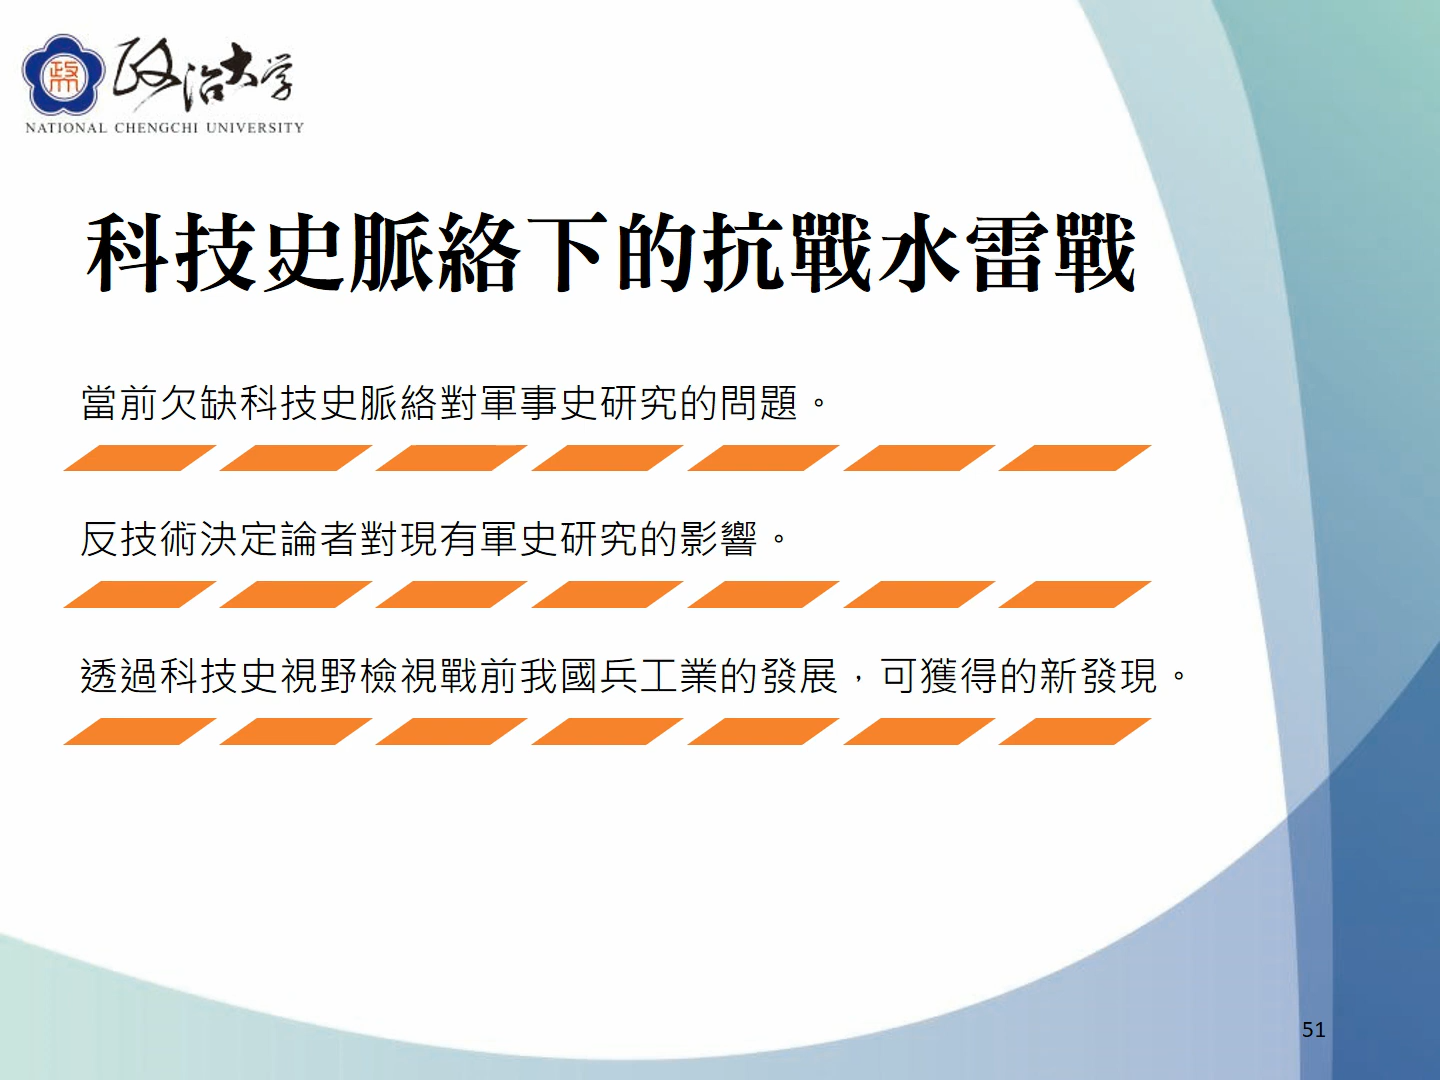 政
政治大学
NATIONAL CHENGCHI UNIVERSITY
科技史脈絡下的抗戰水雷戰
當前欠缺科技史脈絡對軍事史研究的問題。
反技術決定論者對現有軍史研究的影響。
透過科技史視野檢視戰前我國兵工業的發展，可獲得的新發現。
51